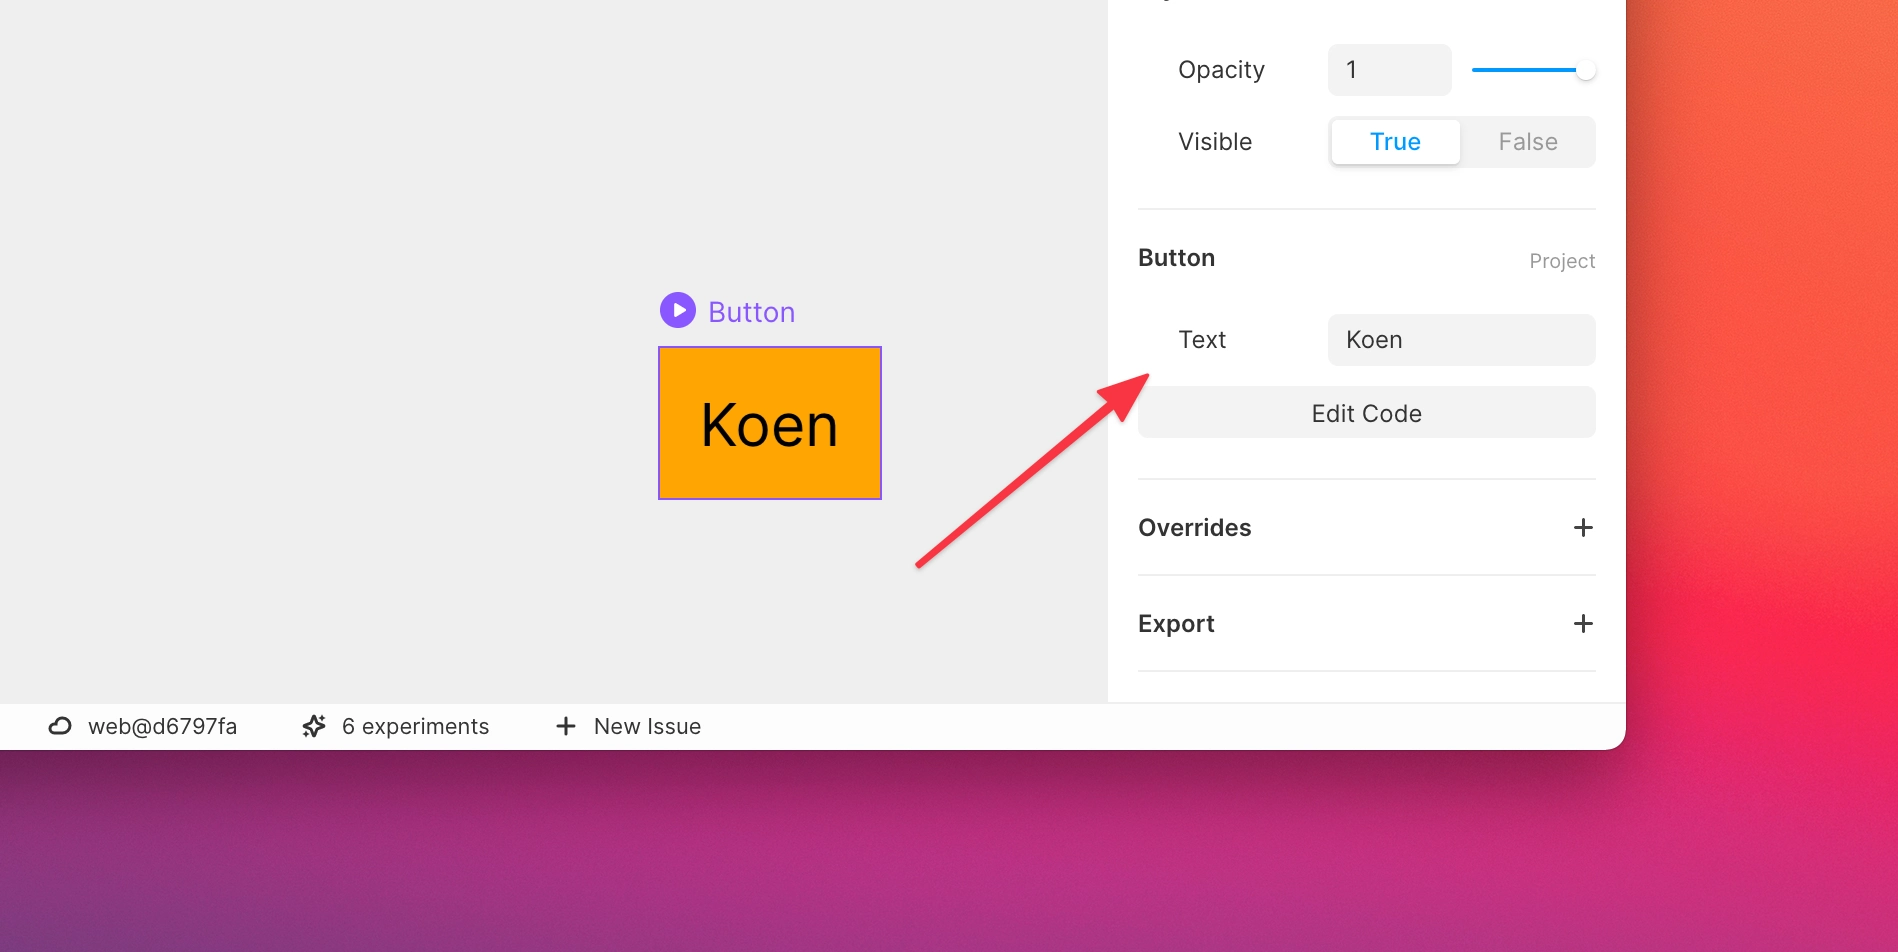 Opacity 1
Visible True False
Button Project
Button
Text Koen
Koen
Edit Code
Overrides
Export
web@d6797fa 6 experiments New Issue